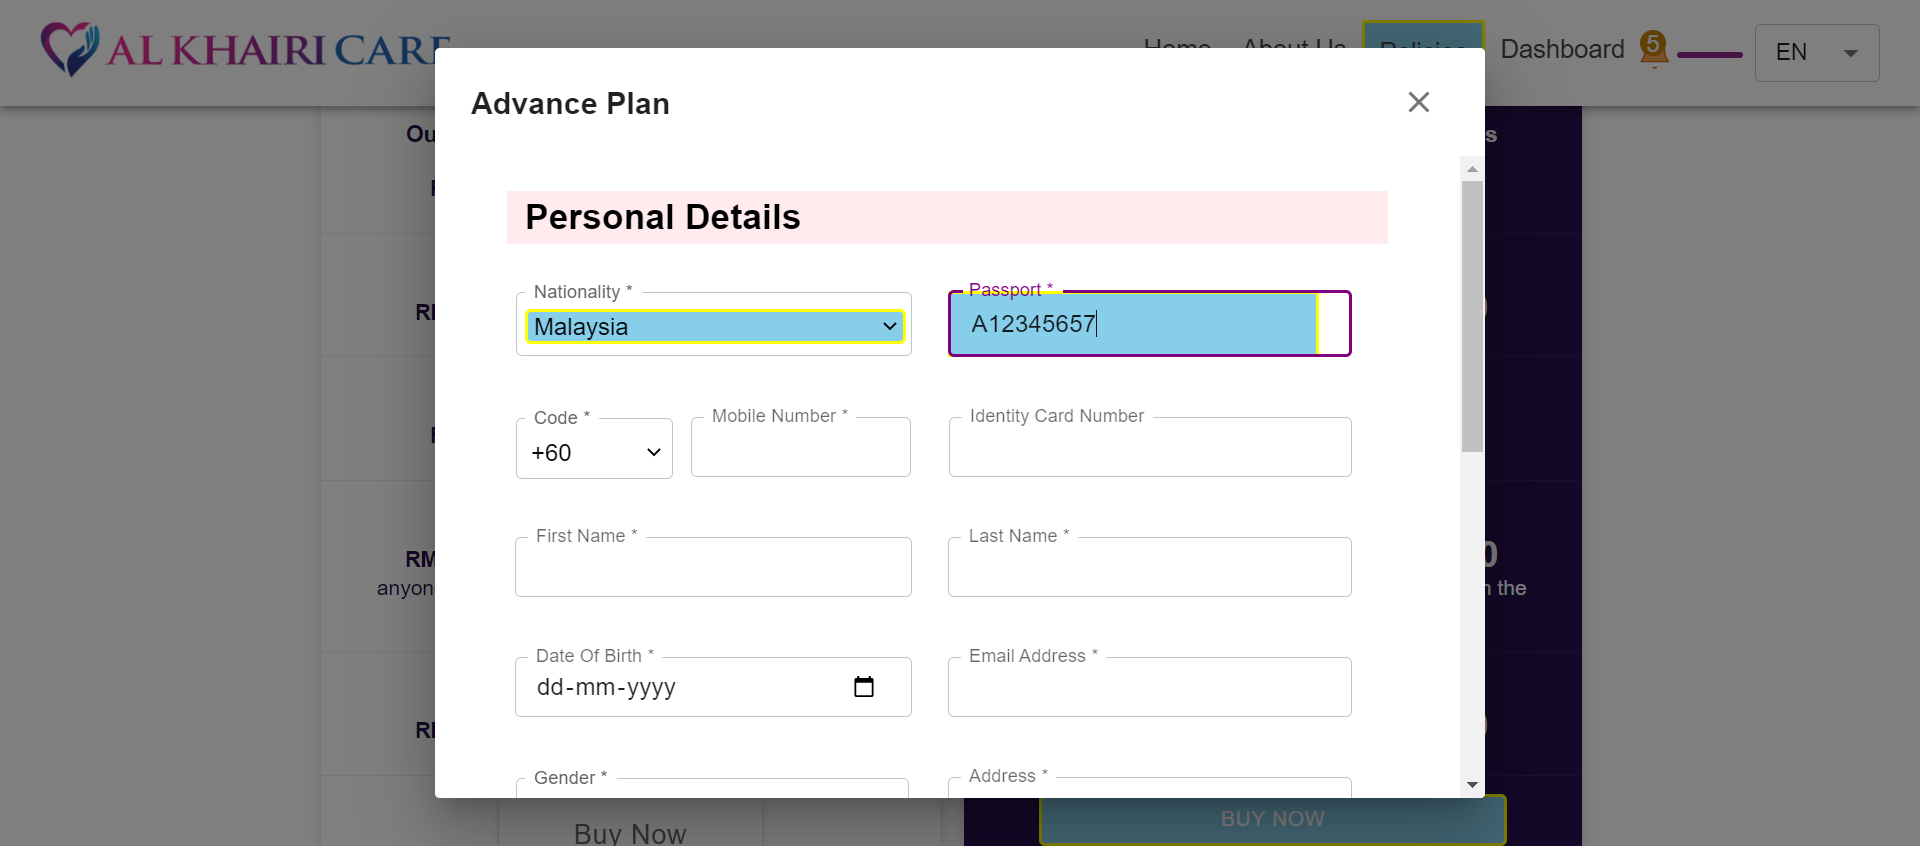 AL KHAIRI CARE
Home About Us Policies Dashboard 5 EN
Advance Plan
Personal Details
Nationality *
Malaysia
Passport *
A12345657
Code *
+60
Mobile Number *
Identity Card Number
First Name *
Last Name *
Date Of Birth *
dd-mm-yyyy
Email Address *
Gender *
Address *
Ou
s
RM
anyon
0
the
Buy Now
BUY NOW